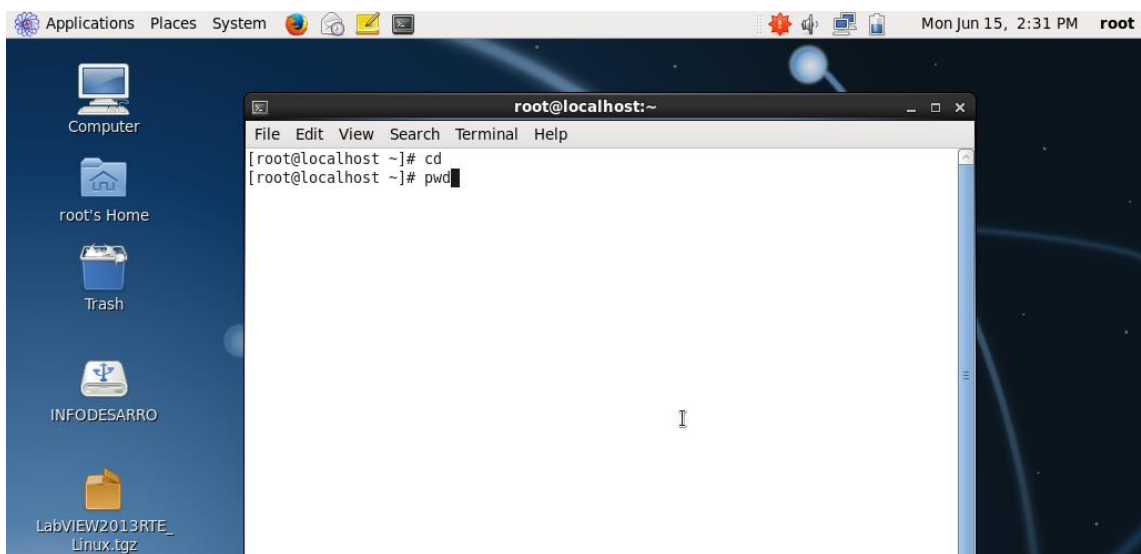 Applications Places System Mon Jun 15, 2:31 PM root
Computer
root's Home
Trash
INFODESARRO
LabVIEW2013RTE_
Linux.tgz
root@localhost:~
File Edit View Search Terminal Help
[root@localhost ~]# cd
[root@localhost ~]# pwd